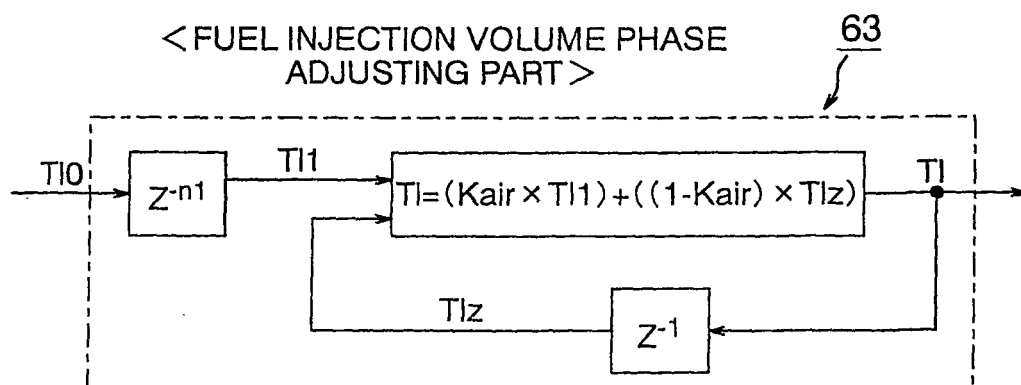 <FUEL INJECTION VOLUME PHASE
ADJUSTING PART>
63
TI0
Z-n1
TI1
TI=(Kair×TI1)+((1-Kair)×TIz)
TI
TIz
Z-1